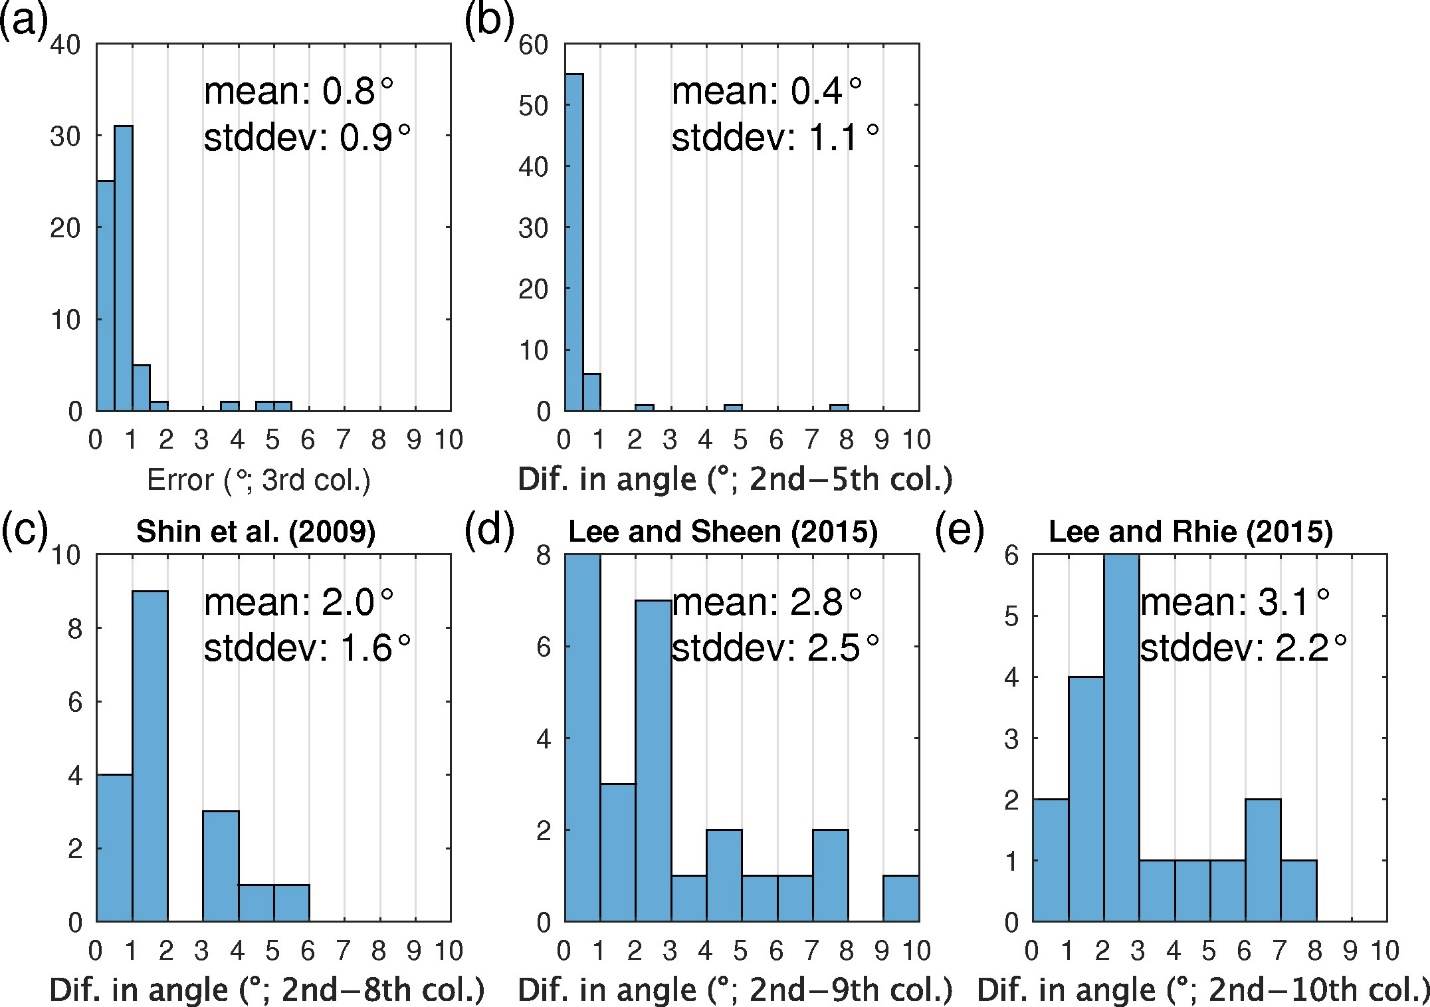 (a)
40
30
20
10
0
mean: 0.8°
stddev: 0.9°
0 1 2 3 4 5 6 7 8 9 10
Error (°; 3rd col.)
(b)
60
50
40
30
20
10
0
mean: 0.4°
stddev: 1.1°
0 1 2 3 4 5 6 7 8 9 10
Dif. in angle (°; 2nd−5th col.)
(c)
Shin et al. (2009)
10
8
6
4
2
0
mean: 2.0°
stddev: 1.6°
0 1 2 3 4 5 6 7 8 9 10
Dif. in angle (°; 2nd−8th col.)
(d)
Lee and Sheen (2015)
8
6
4
2
0
mean: 2.8°
stddev: 2.5°
0 1 2 3 4 5 6 7 8 9 10
Dif. in angle (°; 2nd−9th col.)
(e)
Lee and Rhie (2015)
6
5
4
3
2
1
0
mean: 3.1°
stddev: 2.2°
0 1 2 3 4 5 6 7 8 9 10
Dif. in angle (°; 2nd−10th col.)